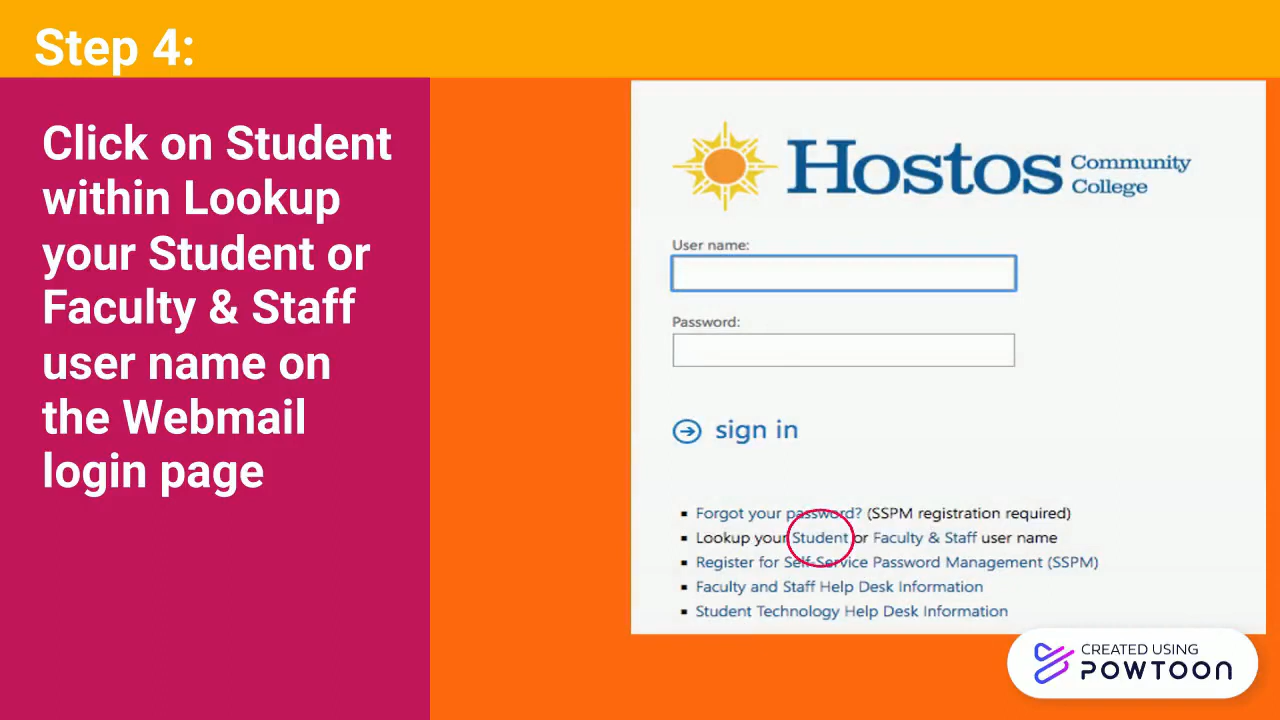 Step 4:
Click on Student
within Lookup
your Student or
Faculty & Staff
user name on
the Webmail
login page
Hostos Community
College
User name:
Password:
sign in
Forgot your password? (SSPM registration required)
Lookup your Student or Faculty & Staff user name
Register for Self-Service Password Management (SSPM)
Faculty and Staff Help Desk Information
Student Technology Help Desk Information
CREATED USING
POWTOON